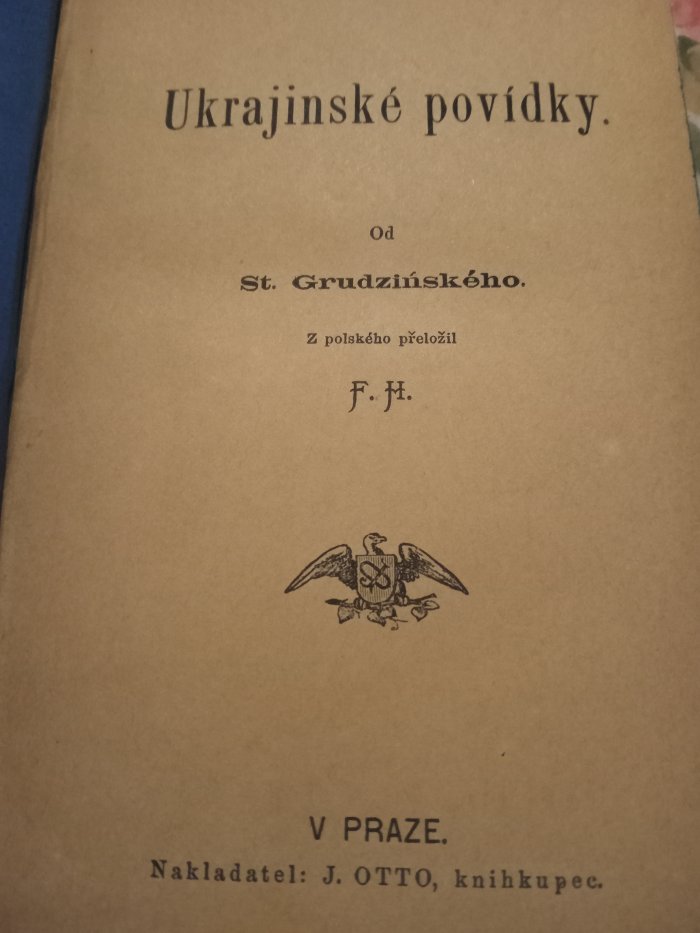 Ukrajinské povídky.
Od
St. Grudzińského.
Z polského přeložil
F. H.
V PRAZE.
Nakladatel: J. OTTO, knihkupec.